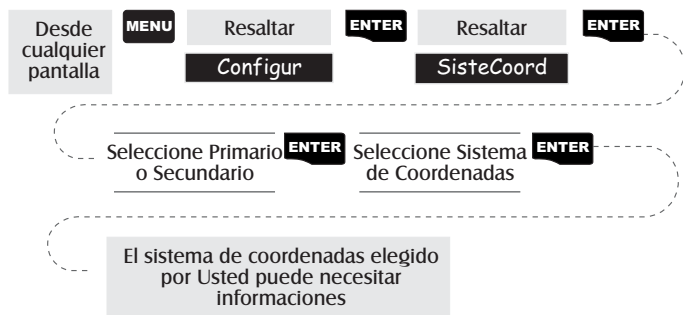 Desde
cualquier
pantalla
MENU
Resaltar
Configur
ENTER
Resaltar
SisteCoord
ENTER
Seleccione Primario
o Secundario
ENTER
Seleccione Sistema
de Coordenadas
ENTER
El sistema de coordenadas elegido
por Usted puede necesitar
informaciones